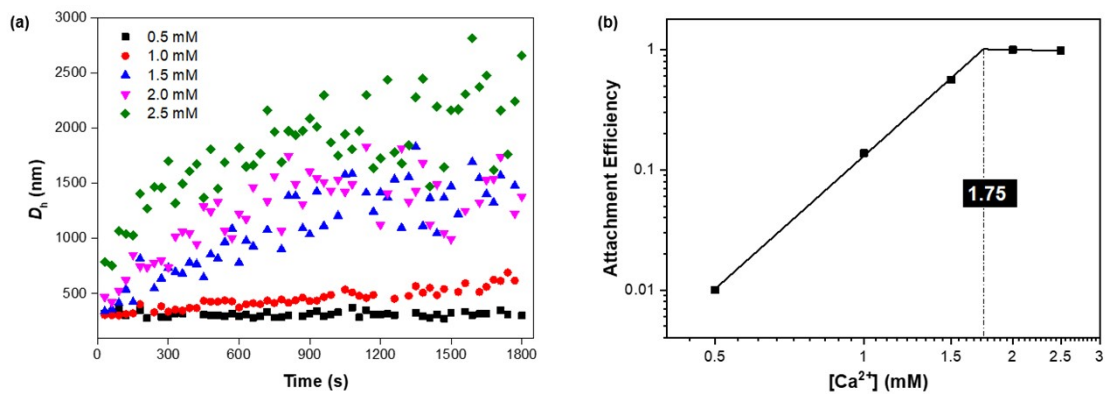 (a)
3000
2500
2000
1500
1000
500
D_h (nm)
0.5 mM
1.0 mM
1.5 mM
2.0 mM
2.5 mM
0 300 600 900 1200 1500 1800
Time (s)
(b)
1
0.1
0.01
Attachment Efficiency
1.75
0.5 1 1.5 2 2.5 3
[Ca²⁺] (mM)